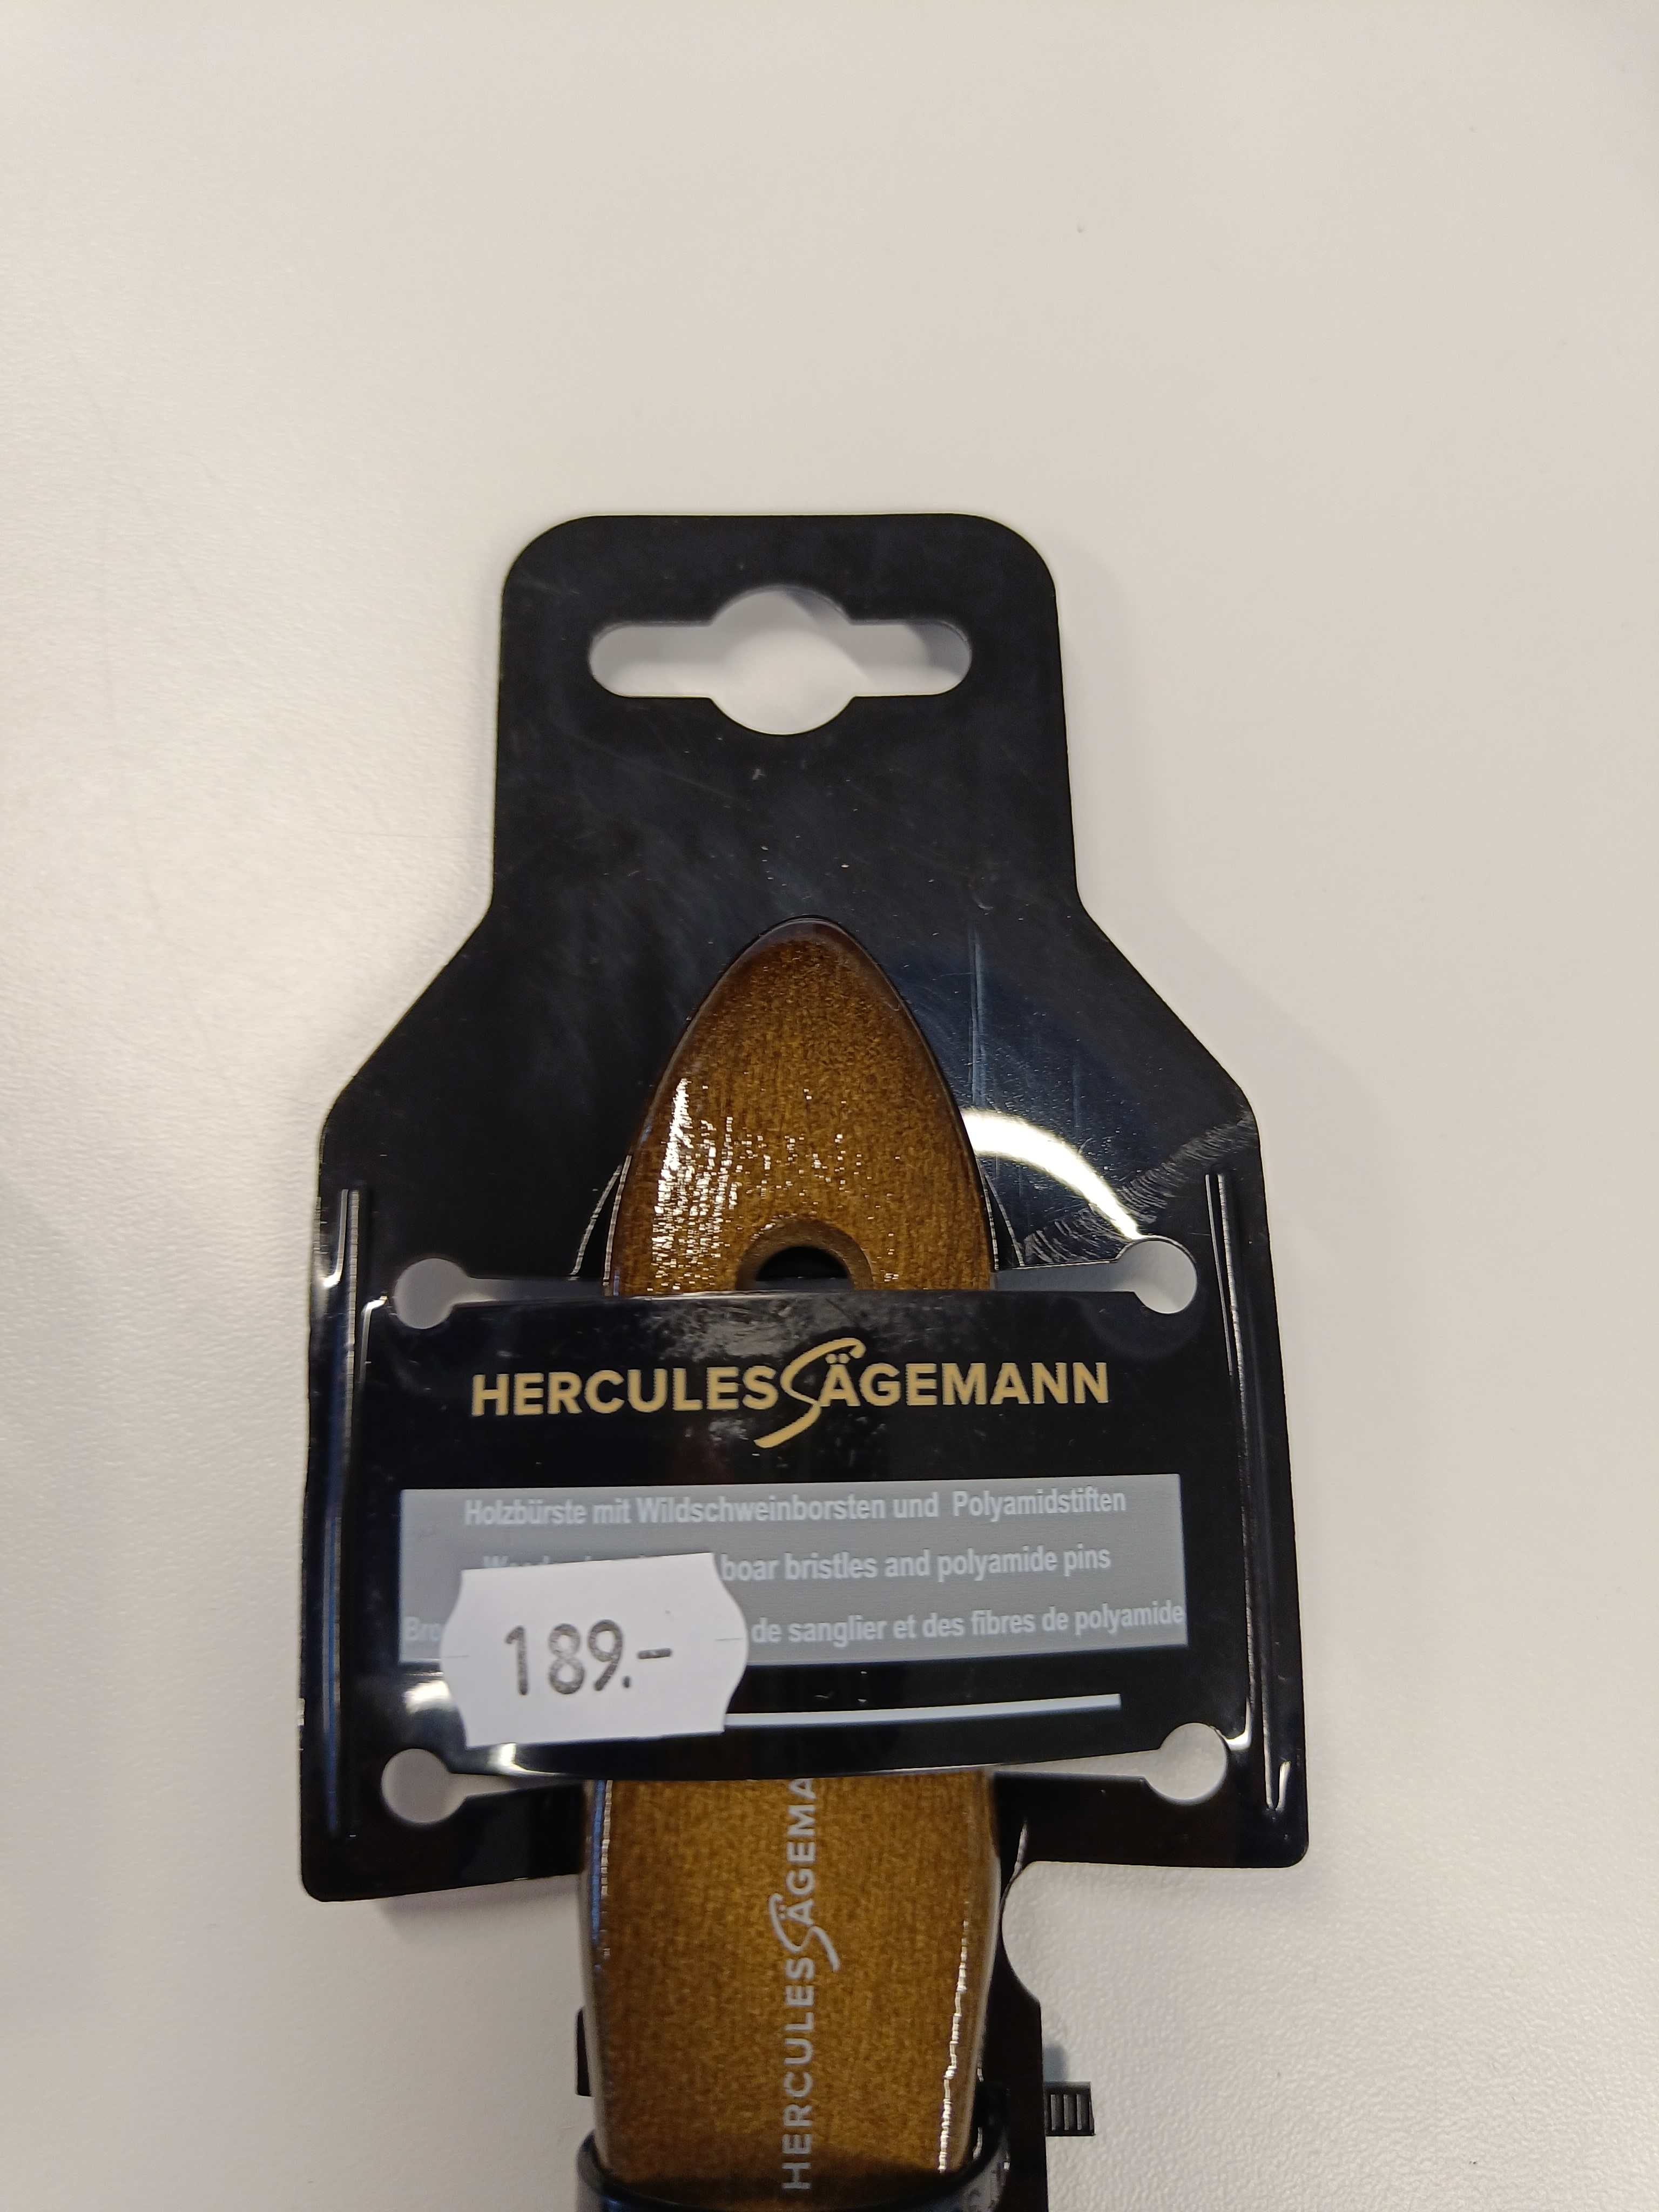 HERCULES SÄGEMANN
Holzbürste mit Wildschweinborsten und Polyamidstiften
boar bristles and polyamide pins
de sanglier et des fibres de polyamide
189.-
HERCULES SÄGEMA